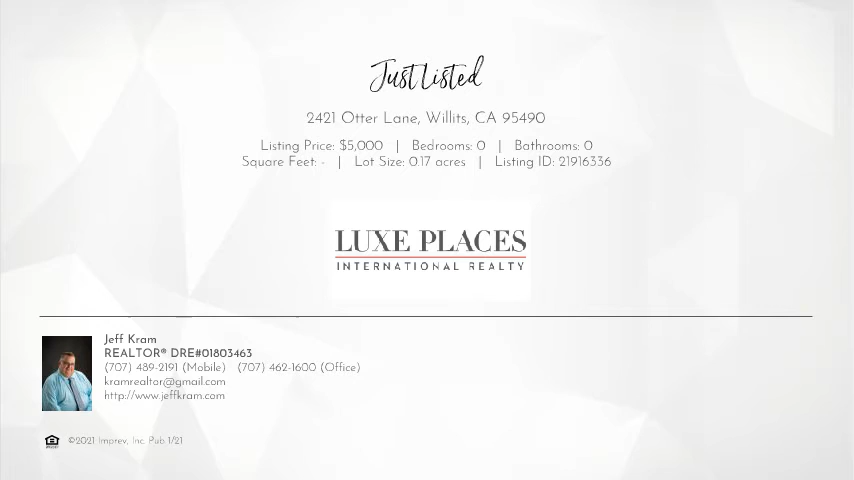 Just Listed
2421 Otter Lane, Willits, CA 95490
Listing Price: $5,000 | Bedrooms: 0 | Bathrooms: 0
Square Feet: - | Lot Size: 0.17 acres | Listing ID: 21916336
LUXE PLACES
INTERNATIONAL REALTY
Jeff Kram
REALTOR® DRE#01803463
(707) 489-2191 (Mobile) (707) 462-1600 (Office)
kramrealtor@gmail.com
http://www.jeffkram.com
©2021 Imprev, Inc. Pub 1/21